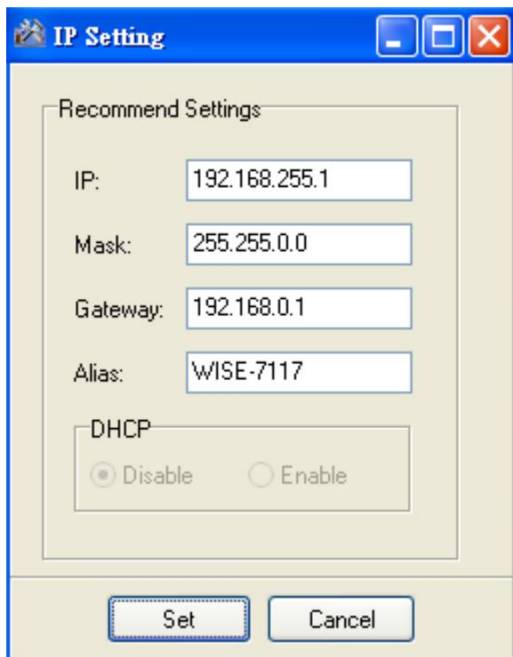 IP Setting
Recommend Settings
IP: 192.168.255.1
Mask: 255.255.0.0
Gateway: 192.168.0.1
Alias: WISE-7117
DHCP
Disable Enable
Set Cancel